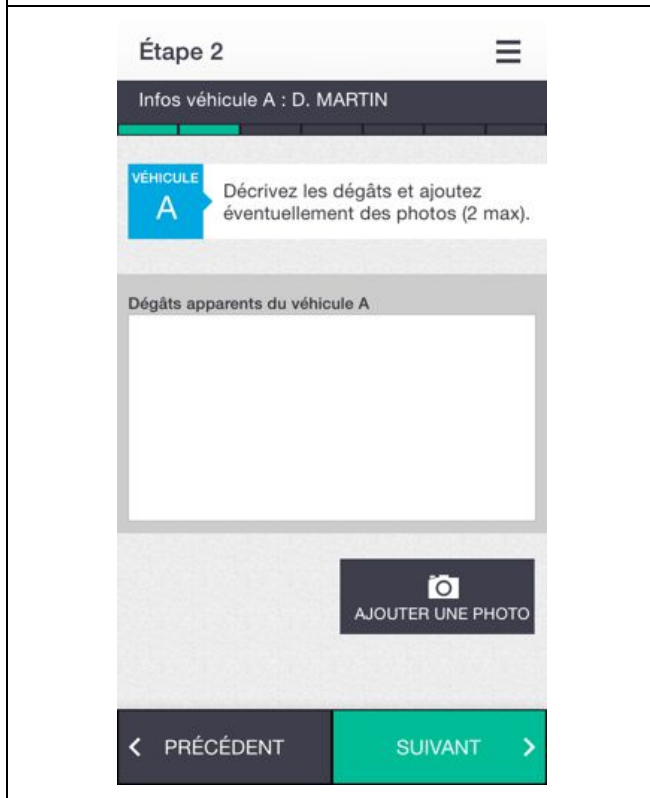 Étape 2
Infos véhicule A : D. MARTIN
VÉHICULE
A
Décrivez les dégâts et ajoutez
éventuellement des photos (2 max).
Dégâts apparents du véhicule A
AJOUTER UNE PHOTO
PRÉCÉDENT
SUIVANT